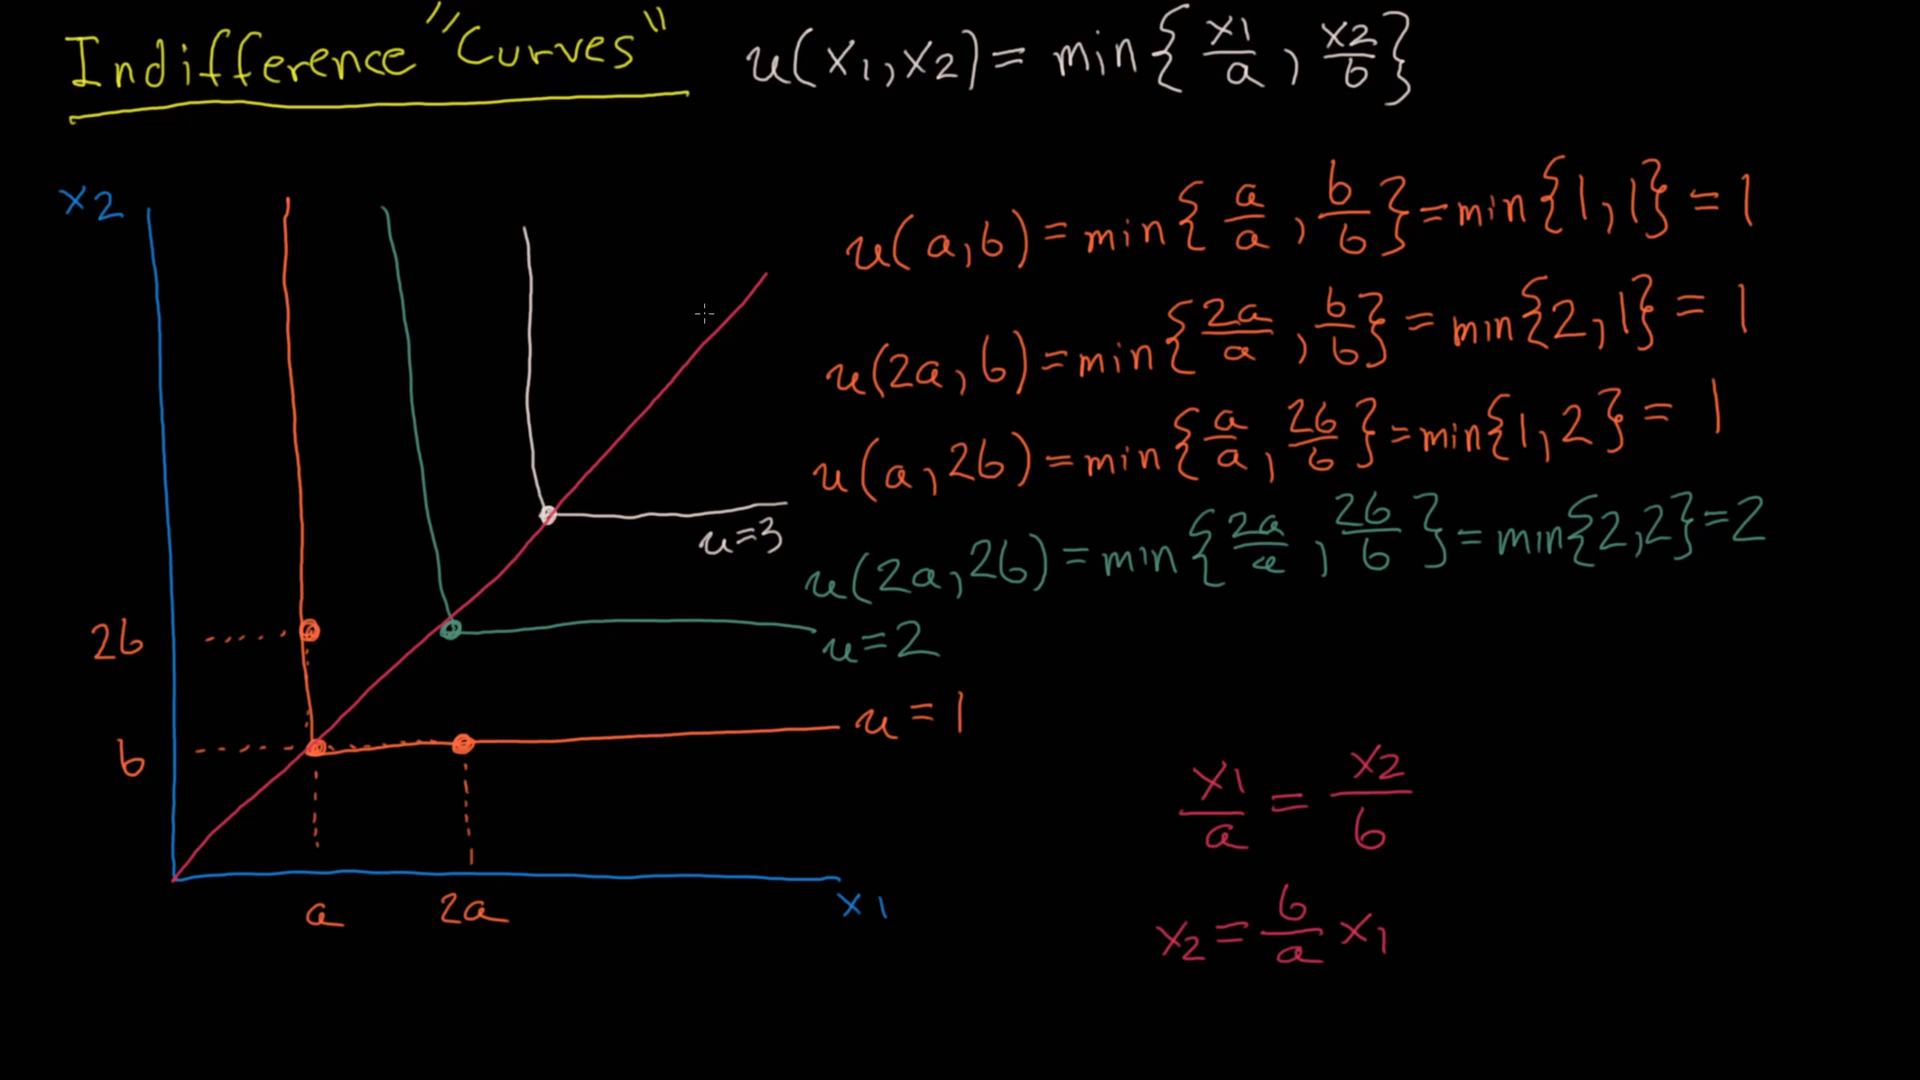 Indifference "Curves"
u(x1,x2) = min{x1/a, x2/b}
x2
u(a,b) = min{a/a, b/b} = min{1,1} = 1
u(2a,b) = min{2a/a, b/b} = min{2,1} = 1
u(a,2b) = min{a/a, 2b/b} = min{1,2} = 1
u=3
u(2a,2b) = min{2a/a, 2b/b} = min{2,2} = 2
2b
u=2
u=1
b
x1/a = x2/b
a
2a
x1
x2 = b/a x1